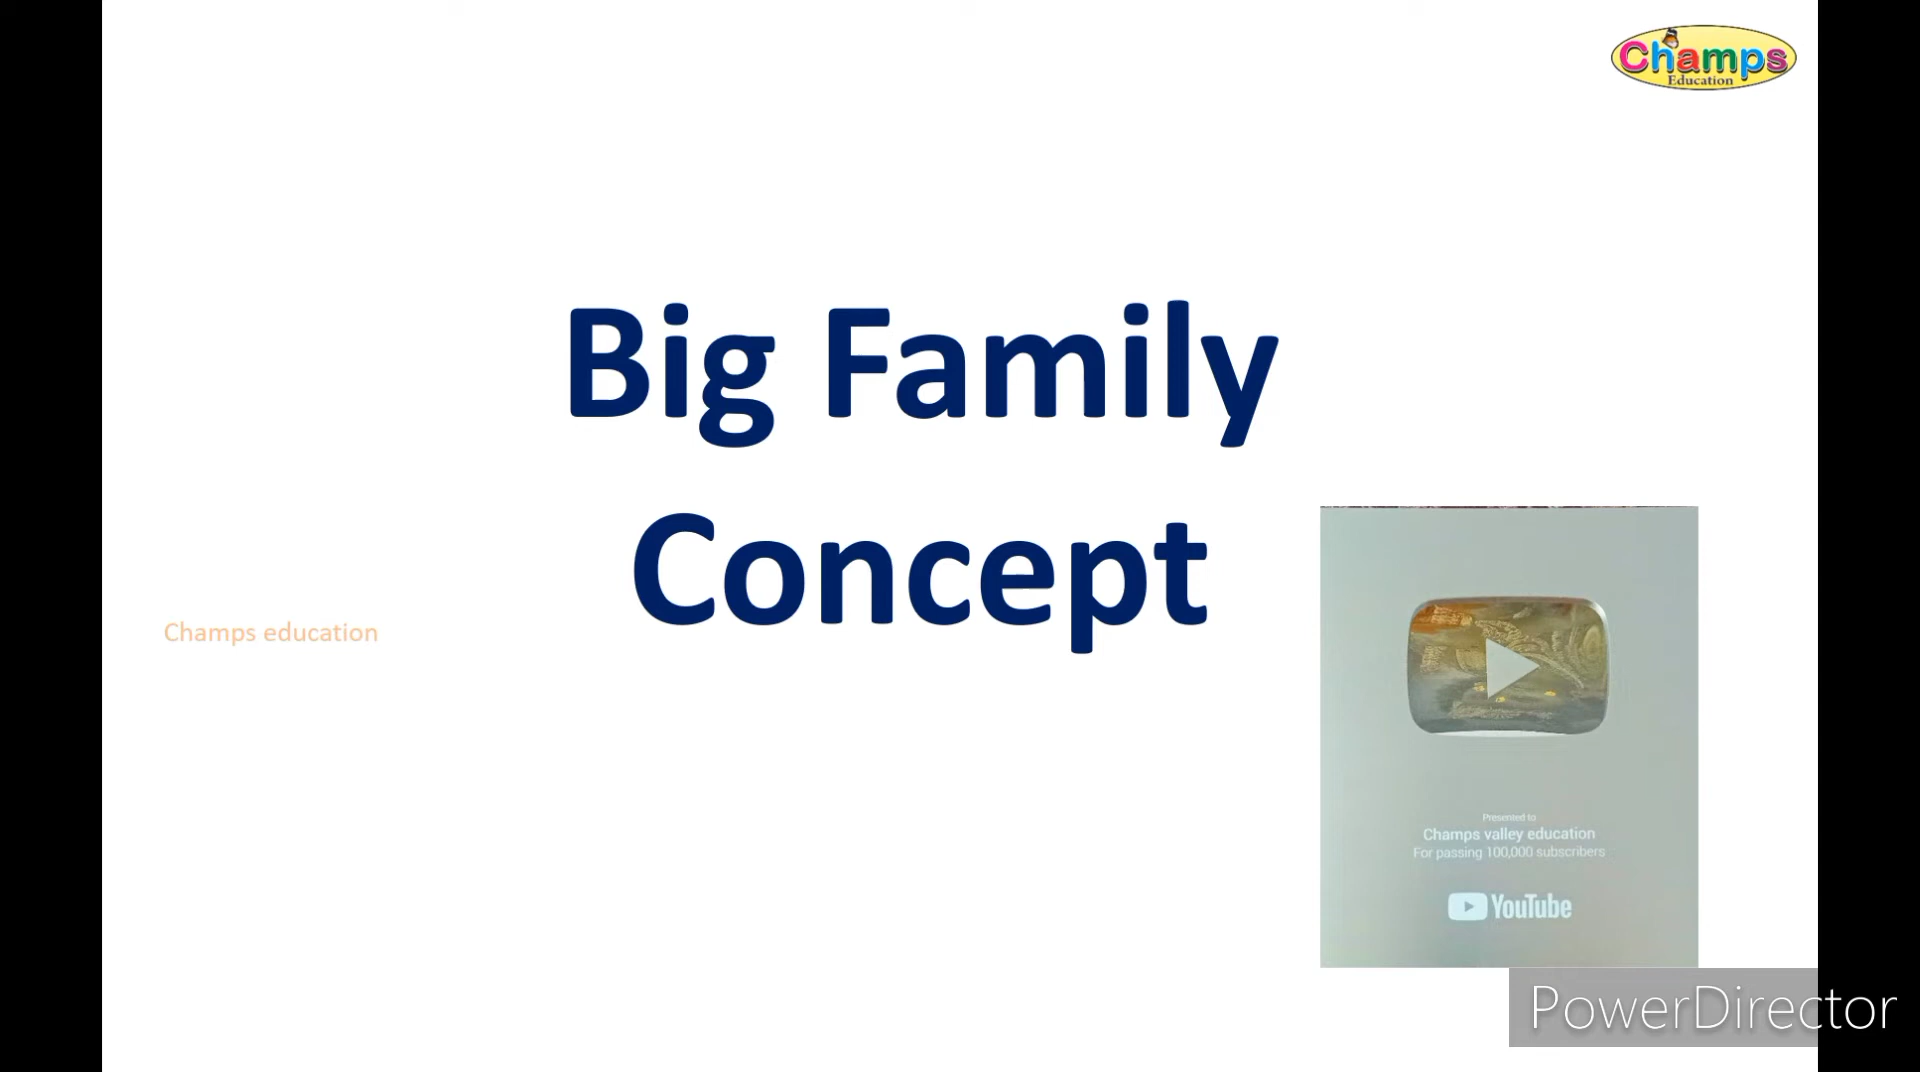 Champs
Education
Big Family
Concept
Champs education
Presented to
Champs valley education
For passing 100,000 subscribers
YouTube
PowerDirector